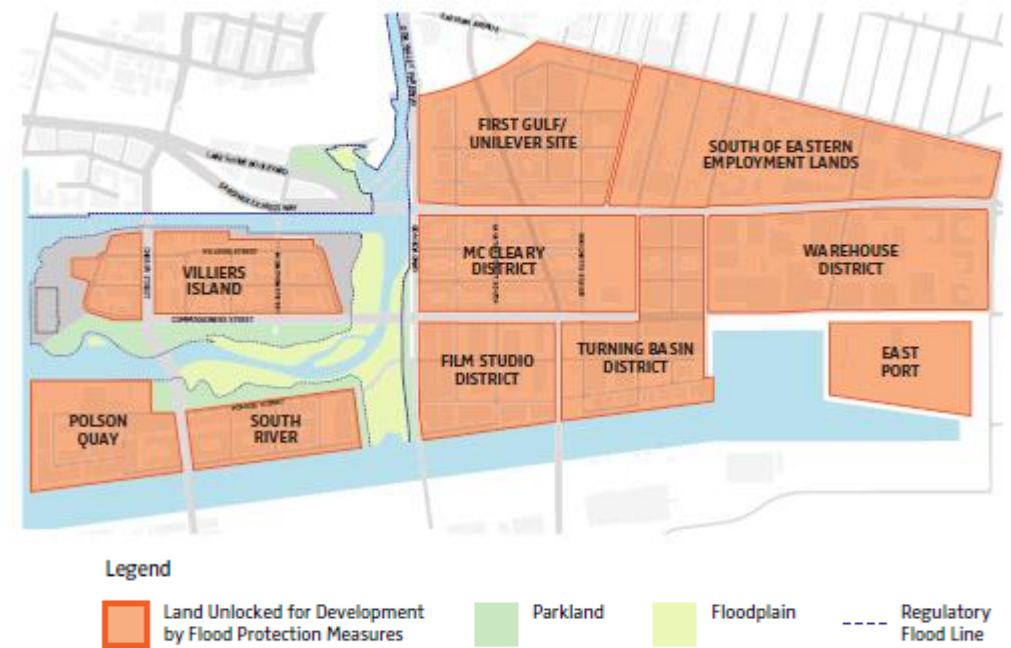 FIRST GULF/
UNILEVER SITE
SOUTH OF EASTERN
EMPLOYMENT LANDS
MC CLEARY
DISTRICT
WAREHOUSE
DISTRICT
VILLIERS
ISLAND
COMMISSIONERS STREET
FILM STUDIO
DISTRICT
TURNING BASIN
DISTRICT
EAST
PORT
POLSON
QUAY
SOUTH
RIVER
Legend
Land Unlocked for Development
by Flood Protection Measures
Parkland
Floodplain
Regulatory
Flood Line